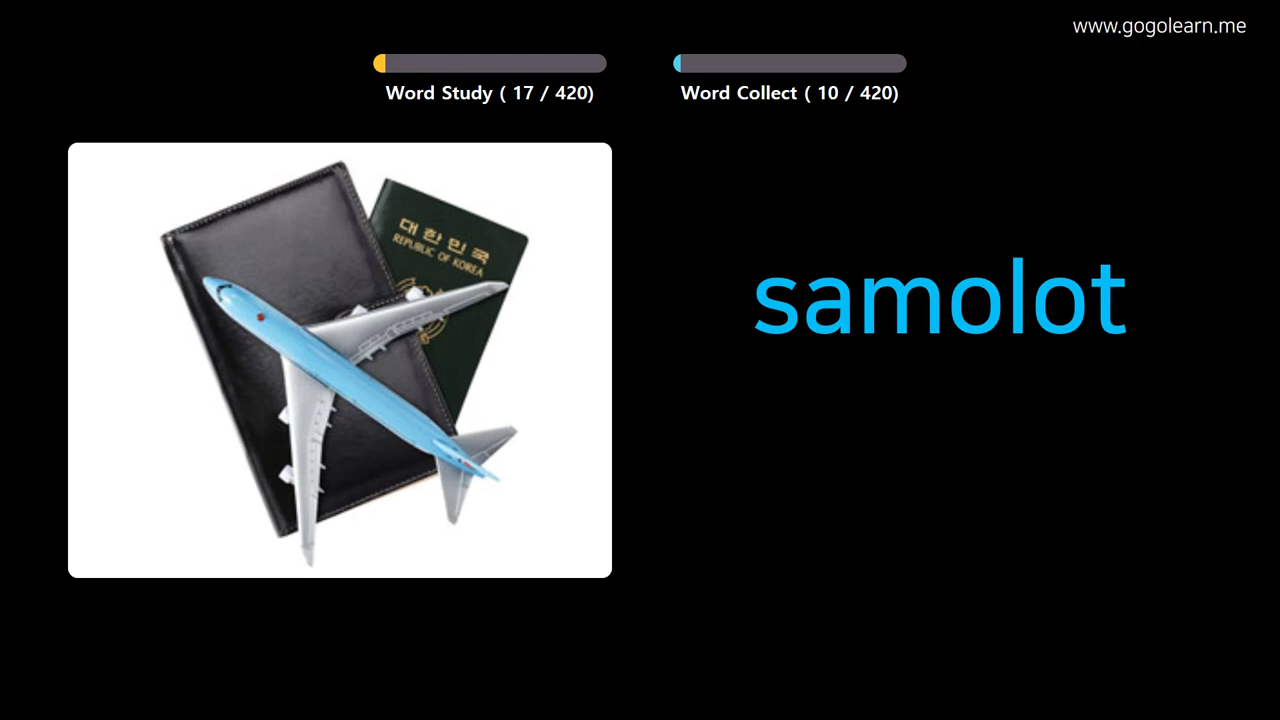 www.gogolearn.me
Word Study ( 17 / 420)
Word Collect ( 10 / 420)
대한민국
REPUBLIC OF KOREA
samolot